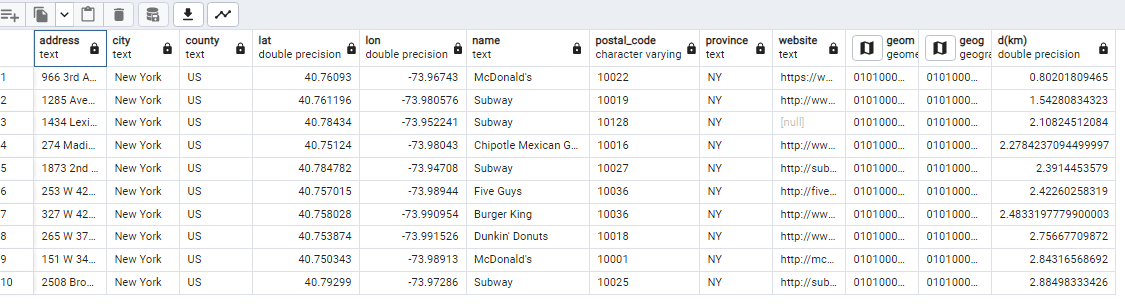 address city county lat lon name postal_code province website geom geog d(km)
text text text double precision double precision text character varying text text geome geogra double precision
1 966 3rd A... New York US 40.76093 -73.96743 McDonald's 10022 NY https://w... 0101000... 0101000... 0.80201809465
2 1285 Ave... New York US 40.761196 -73.980576 Subway 10019 NY http://ww... 0101000... 0101000... 1.54280834323
3 1434 Lexi... New York US 40.78434 -73.952241 Subway 10128 NY [null] 0101000... 0101000... 2.10824512084
4 274 Madi... New York US 40.75124 -73.98043 Chipotle Mexican G... 10016 NY http://ww... 0101000... 0101000... 2.2784237094499997
5 1873 2nd ... New York US 40.784782 -73.94708 Subway 10027 NY http://sub... 0101000... 0101000... 2.3914453579
6 253 W 42... New York US 40.757015 -73.98944 Five Guys 10036 NY http://five... 0101000... 0101000... 2.42260258319
7 327 W 42... New York US 40.758028 -73.990954 Burger King 10036 NY http://ww... 0101000... 0101000... 2.4833197779900003
8 265 W 37... New York US 40.753874 -73.991526 Dunkin' Donuts 10018 NY http://ww... 0101000... 0101000... 2.75667709872
9 151 W 34... New York US 40.750343 -73.98913 McDonald's 10001 NY http://mc... 0101000... 0101000... 2.84316568692
10 2508 Bro... New York US 40.79299 -73.97286 Subway 10025 NY http://sub... 0101000... 0101000... 2.88498333426